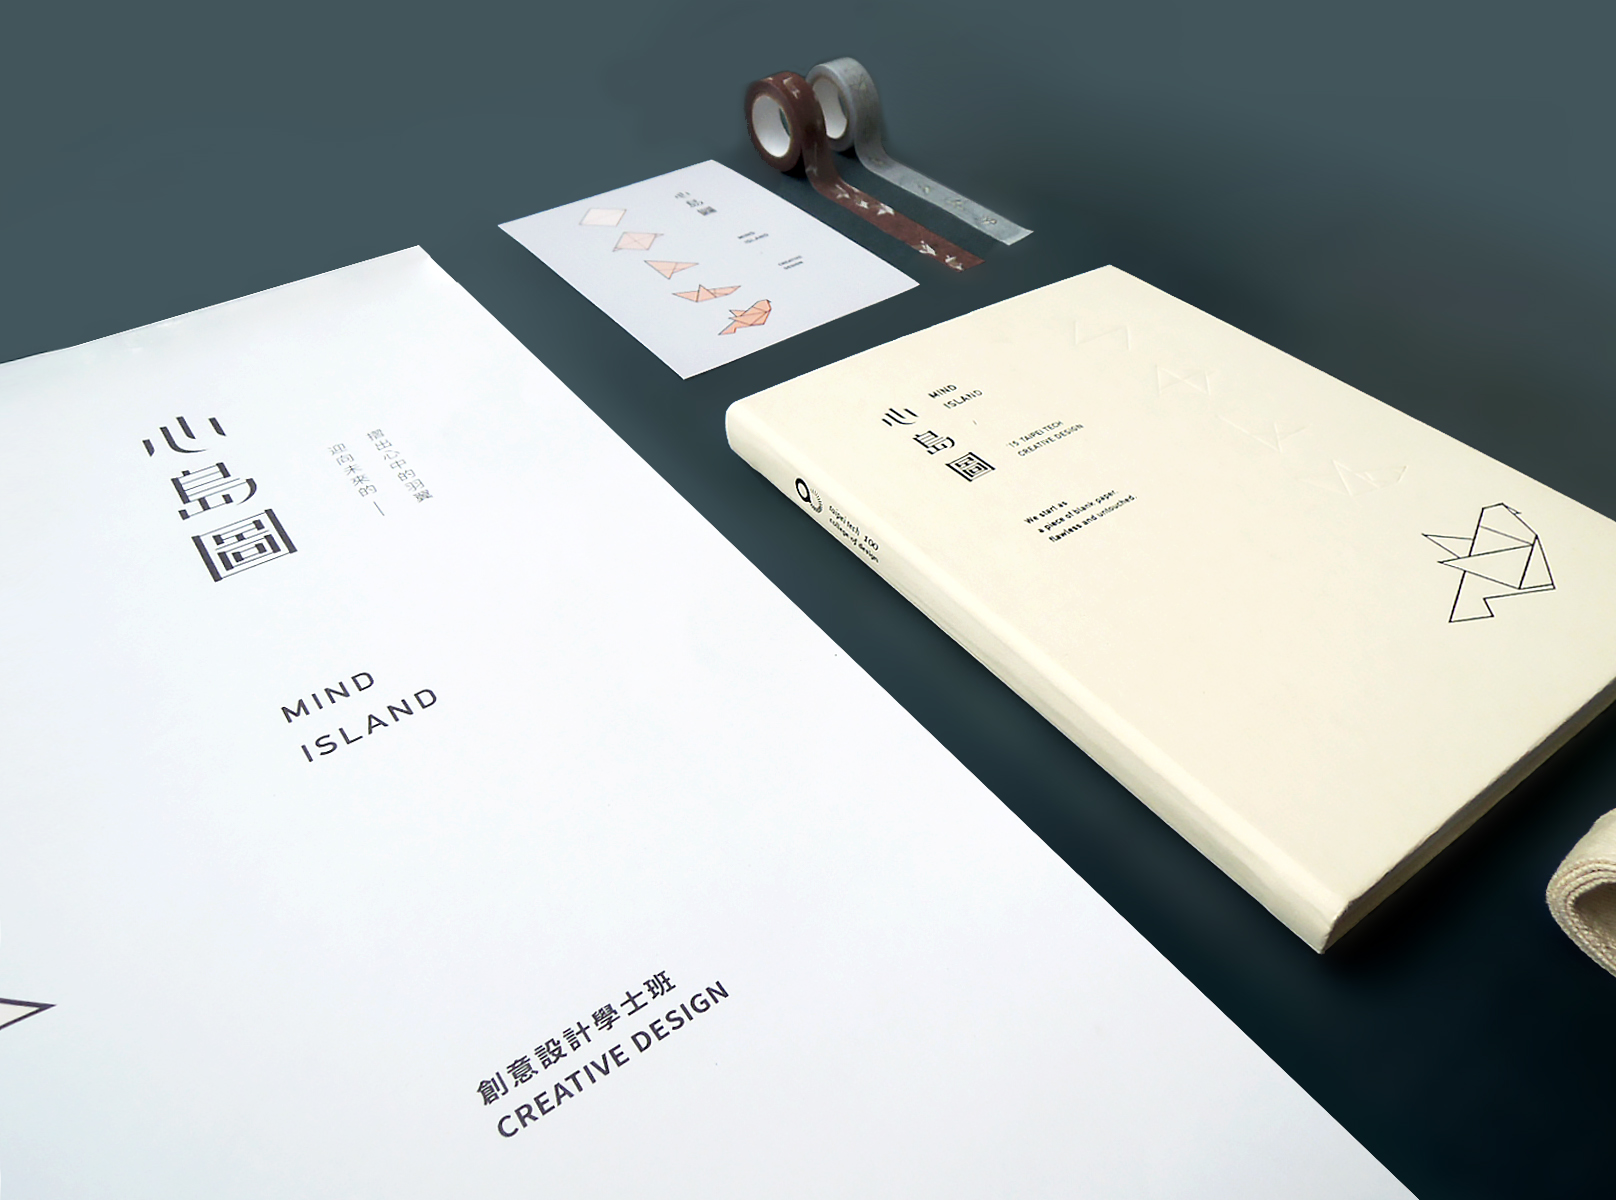 心島圖
摺出心中的羽翼
迎向未來的—
MIND
ISLAND
創意設計學士班
CREATIVE DESIGN
心島圖
MIND
ISLAND
CREATIVE
DESIGN
心島圖
MIND
ISLAND
'15 TAIPEI TECH
CREATIVE DESIGN
We start as
a piece of blank paper,
flawless and untouched.
taipei tech 100
college of design